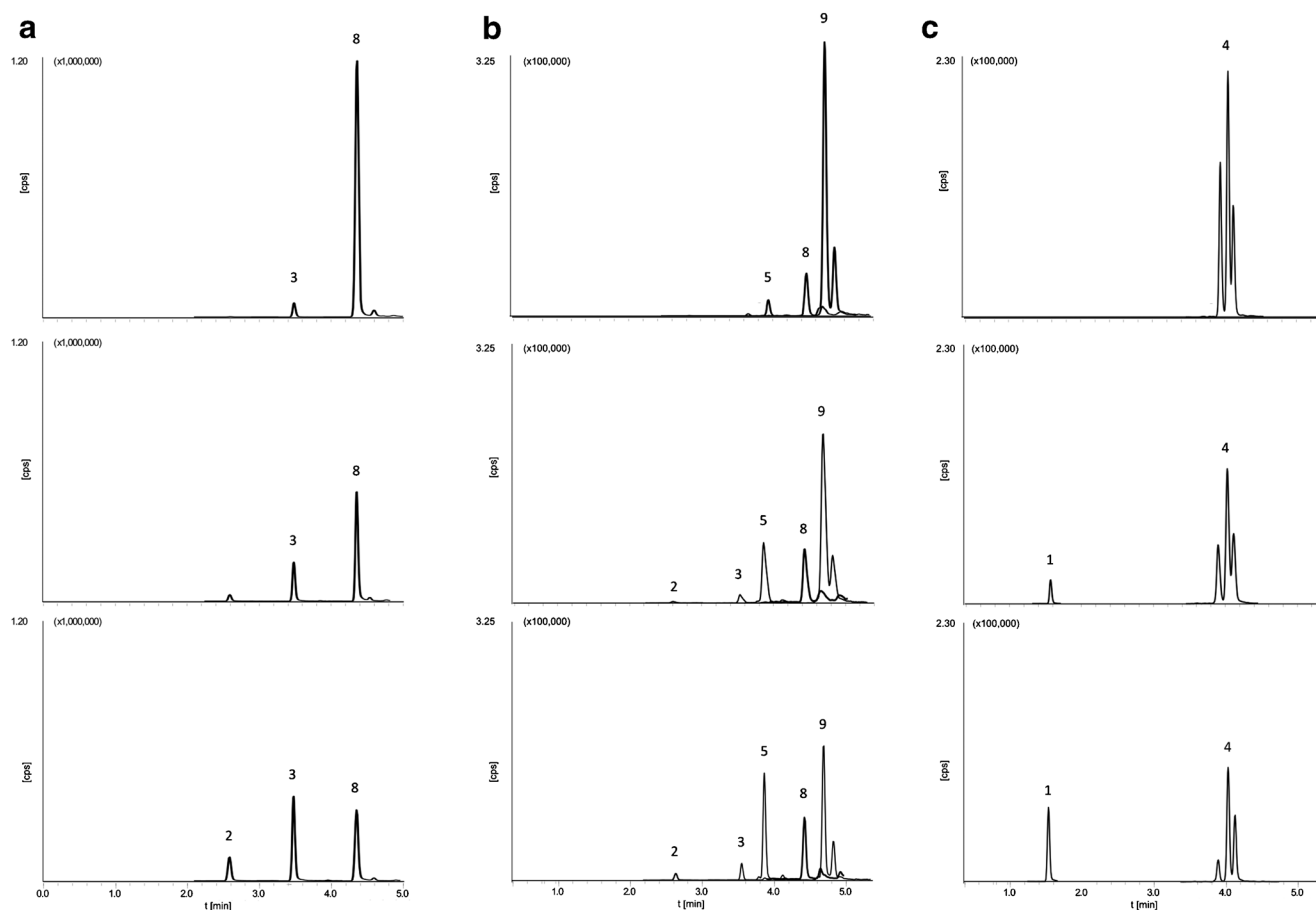 a
8
1.20 (x1,000,000)
[cps]
3
1.20 (x1,000,000)
[cps]
8
3
1.20 (x1,000,000)
[cps]
3
8
2
0.0 1.0 2.0 3.0 4.0 5.0
t [min]
b
9
3.25 (x100,000)
[cps]
8
5
3.25 (x100,000)
[cps]
9
5
8
3
2
3.25 (x100,000)
[cps]
9
5
8
3
2
1.0 2.0 3.0 4.0 5.0
t [min]
c
4
2.30 (x100,000)
[cps]
2.30 (x100,000)
[cps]
4
1
2.30 (x100,000)
[cps]
4
1
1.0 2.0 3.0 4.0 5.0
t [min]